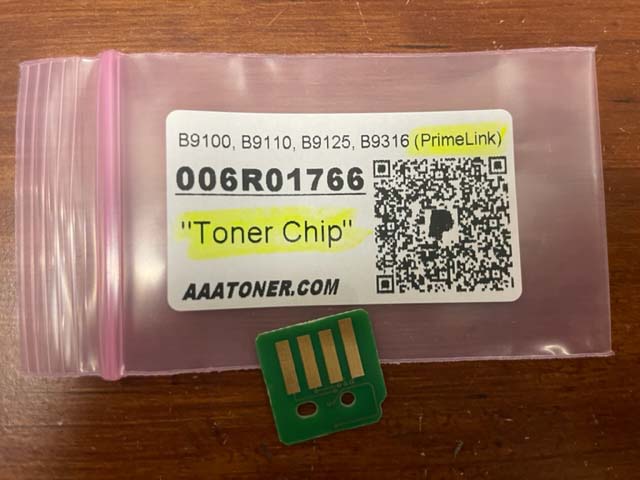 B9100, B9110, B9125, B9316 (PrimeLink)
006R01766
"Toner Chip"
AAATONER.COM